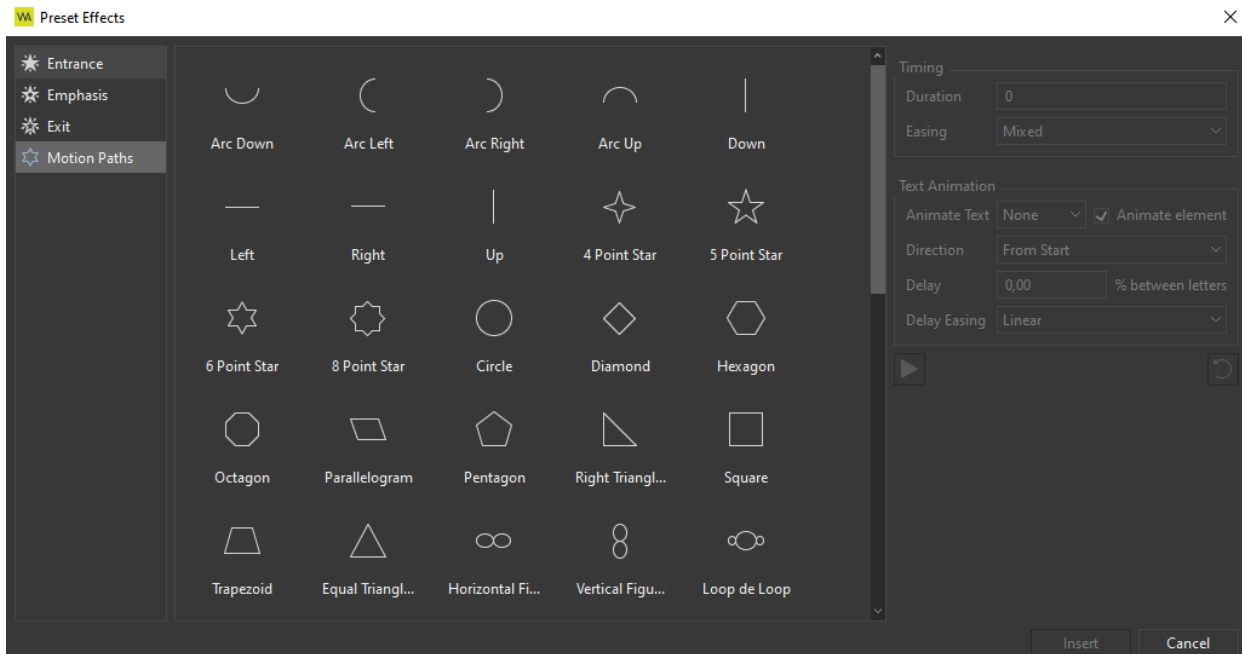 Preset Effects
Entrance
Emphasis
Exit
Motion Paths
Arc Down
Arc Left
Arc Right
Arc Up
Down
Left
Right
Up
4 Point Star
5 Point Star
6 Point Star
8 Point Star
Circle
Diamond
Hexagon
Octagon
Parallelogram
Pentagon
Right Triangl...
Square
Trapezoid
Equal Triangl...
Horizontal Fi...
Vertical Figu...
Loop de Loop
Timing
Duration 0
Easing Mixed
Text Animation
Animate Text None Animate element
Direction From Start
Delay 0,00 % between letters
Delay Easing Linear
Insert Cancel